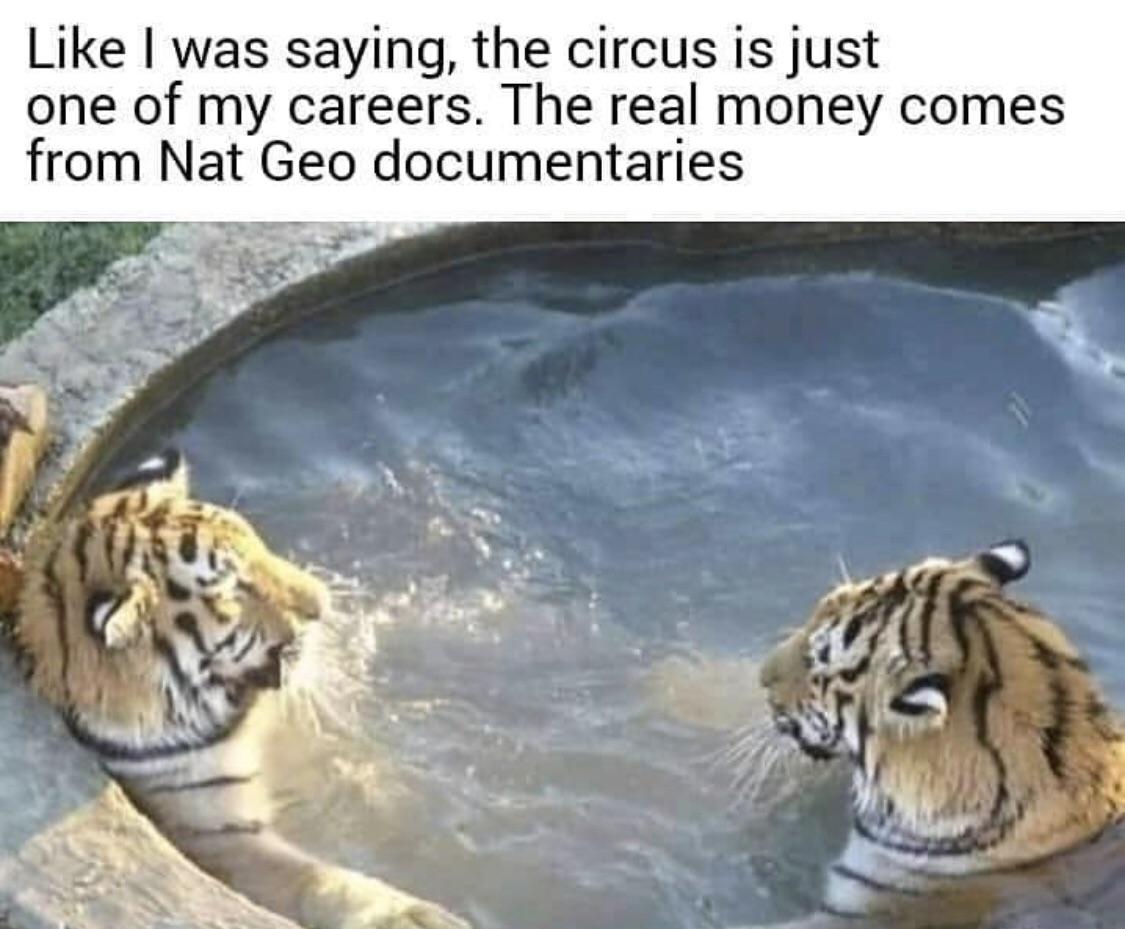 Like I was saying, the circus is just
one of my careers. The real money comes
from Nat Geo documentaries